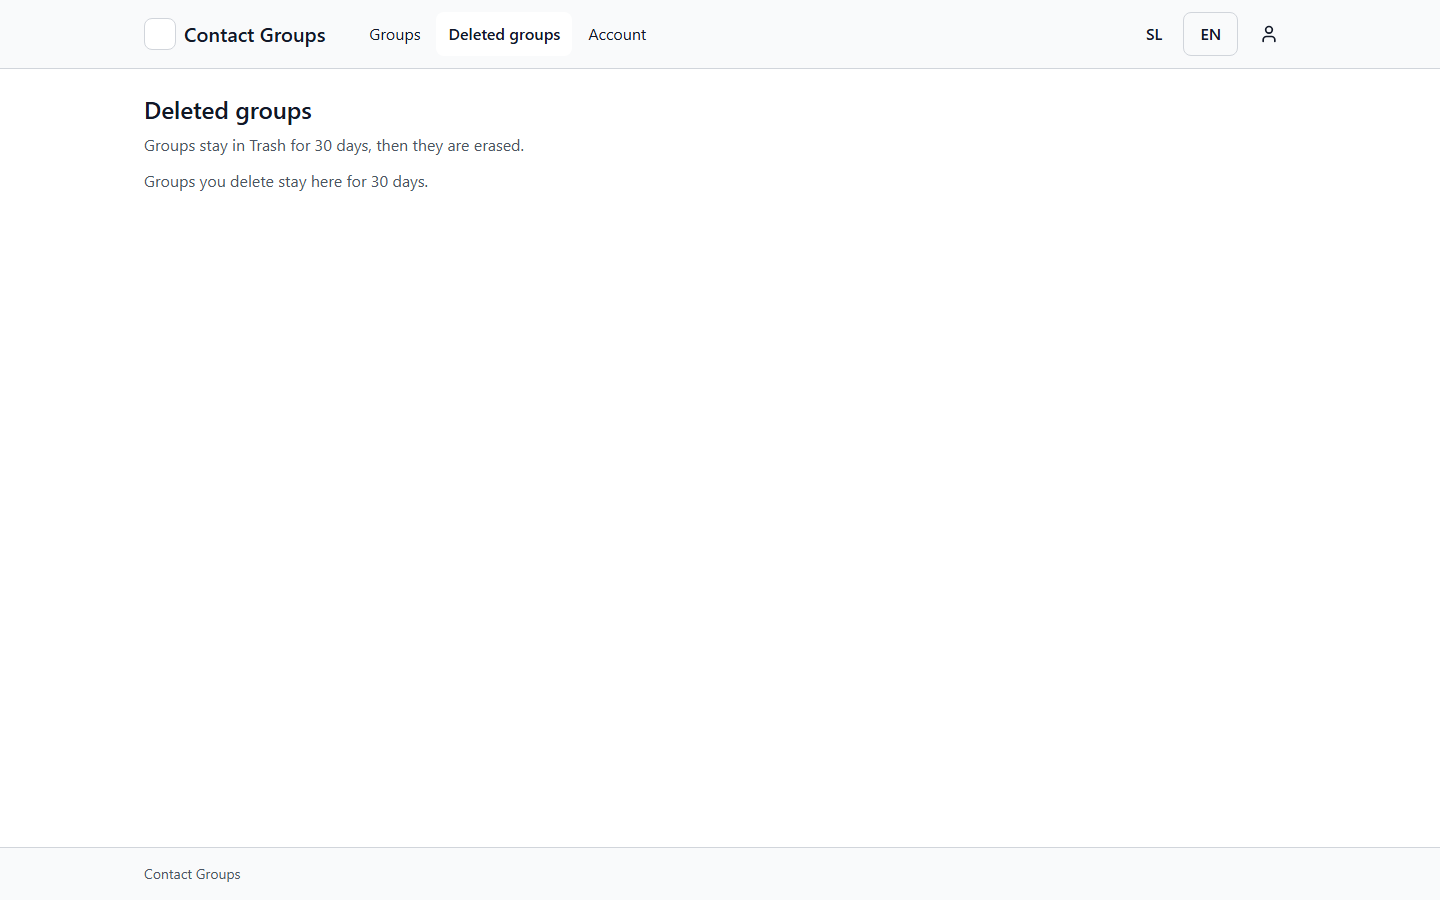 Contact Groups
Groups
Deleted groups
Account
SL
EN
Deleted groups
Groups stay in Trash for 30 days, then they are erased.
Groups you delete stay here for 30 days.
Contact Groups